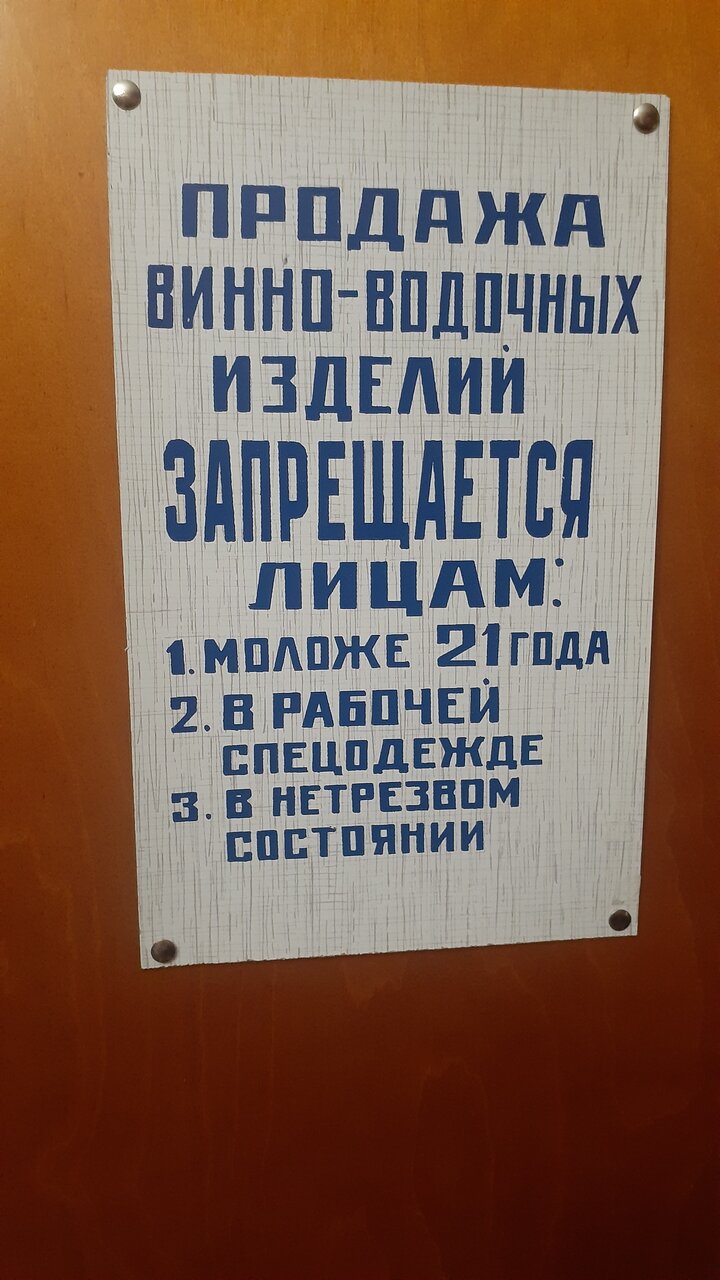 ПРОДАЖА
ВИННО-ВОДОЧНЫХ
ИЗДЕЛИЙ
ЗАПРЕЩАЕТСЯ
ЛИЦАМ:
1. МОЛОЖЕ 21 ГОДА
2. В РАБОЧЕЙ
СПЕЦОДЕЖДЕ
3. В НЕТРЕЗВОМ
СОСТОЯНИИ